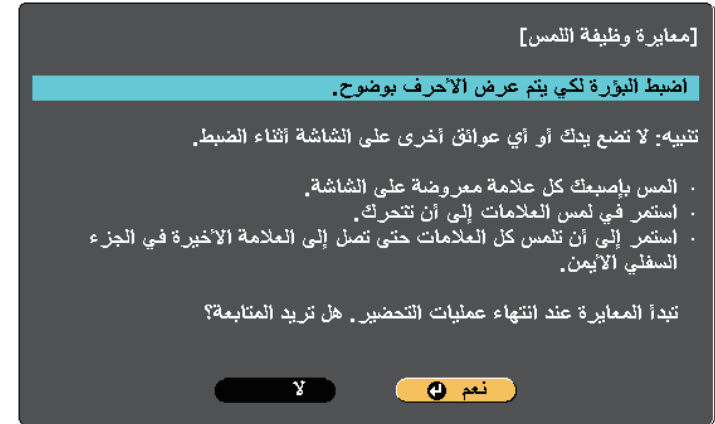 [معايرة وظيفة اللمس]
اضبط البؤرة لكي يتم عرض الأحرف بوضوح.
تنبيه: لا تضع يدك أو أي عوائق أخرى على الشاشة أثناء الضبط.
· المس بإصبعك كل علامة معروضة على الشاشة.
· استمر في لمس العلامات إلى أن تتحرك.
· استمر إلى أن تلمس كل العلامات حتى تصل إلى العلامة الأخيرة في الجزء
السفلي الأيمن.
تبدأ المعايرة عند انتهاء عمليات التحضير. هل تريد المتابعة؟
نعم لا